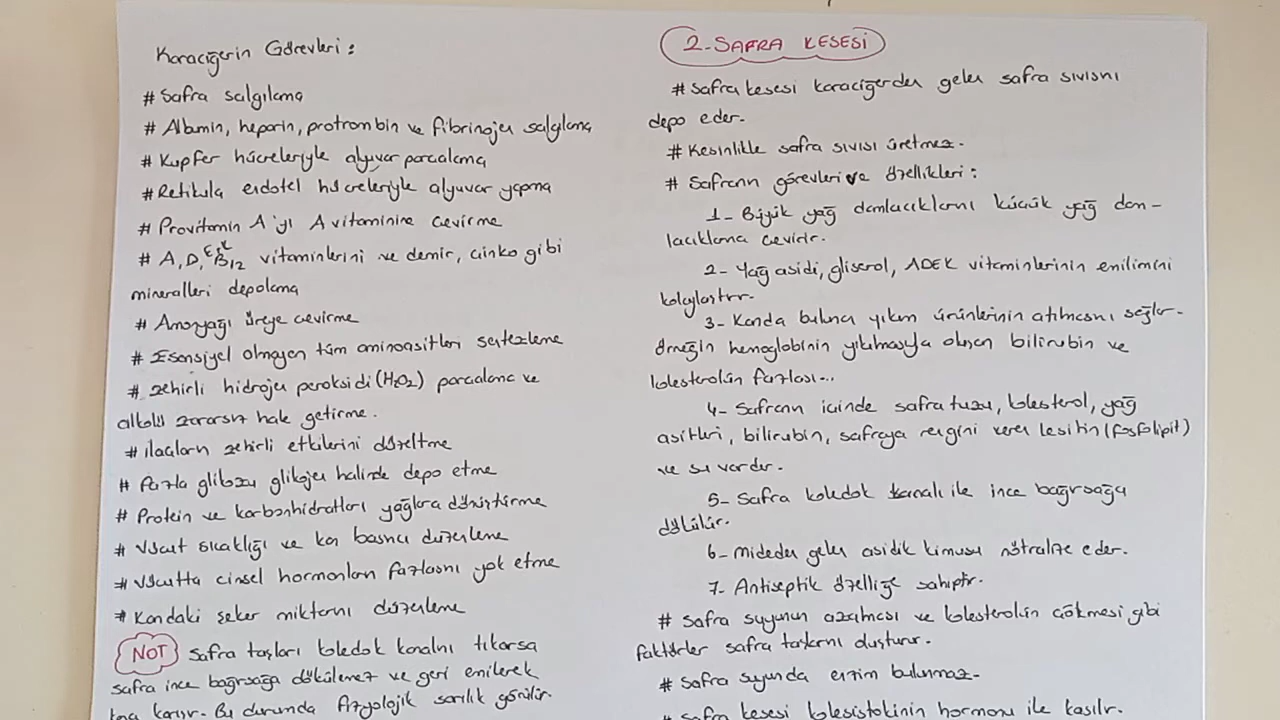 Karaciğerin Görevleri :
# Safra salgılama
# Albumin, heparin, protrombin ve fibrinojen salgılama
# Kupfer hücreleriyle alyuvar parçalama
# Retikula endotel hücreleriyle alyuvar yapma
# Provitamin A'yı A vitaminine çevirme
# A, D, E, K B12 vitaminlerini ve demir, çinko gibi
mineralleri depolama
# Amonyağı üreye çevirme
# Esensiyel olmayan tüm aminoasitleri sentezleme
# zehirli hidrojen peroksidi (H2O2) parçalama ve
alkolü zararsız hale getirme.
# ilaçların zehirli etkilerini düzeltme
# Fazla glikozu glikojen halinde depo etme
# Protein ve karbonhidratları yağlara dönüştürme
# Vücut sıcaklığı ve kan basıncı düzenleme
# Vücutta cinsel hormonların fazlasını yok etme
# Kandaki şeker miktarını düzenleme
NOT Safra taşları koledok kanalını tıkarsa
safra ince bağırsağa dökülemez ve geri emilerek
kana karışır. Bu durumda fizyolojik sarılık görülür.
2-SAFRA KESESİ
# Safra kesesi karaciğerden gelen safra sıvısnı
depo eder.
# Kesinlikle safra sıvısı üretmez.
# Safranın görevleri ve özellikleri :
1- Büyük yağ damlacıklarını küçük yağ dam-
lacıklarına çevirir.
2- Yağ asidi, gliserol, ADEK vitaminlerinin emilimini
kolaylaştırır.
3- Kanda bulunan yıkım ürünlerinin atılmasını sağlar.
Örneğin hemoglobinin yıkılmasıyla oluşan bilirubin ve
kolesterolün fazlası...
4- Safranın içinde safra tuzu, kolesterol, yağ
asitleri, bilirubin, safraya rengini veren lesitin (fosfolipit)
ve su vardır.
5- Safra koledok kanalı ile ince bağırsağa
dökülür.
6- mideden gelen asidik kimusu nötralize eder.
7- Antiseptik özelliğe sahiptir.
# Safra suyunun azalması ve kolesterolün çökmesi gibi
faktörler safra taşlarını oluşturur.
# Safra suyunda enzim bulunmaz.
# Safra kesesi kolesistokinin hormonu ile kasılır.